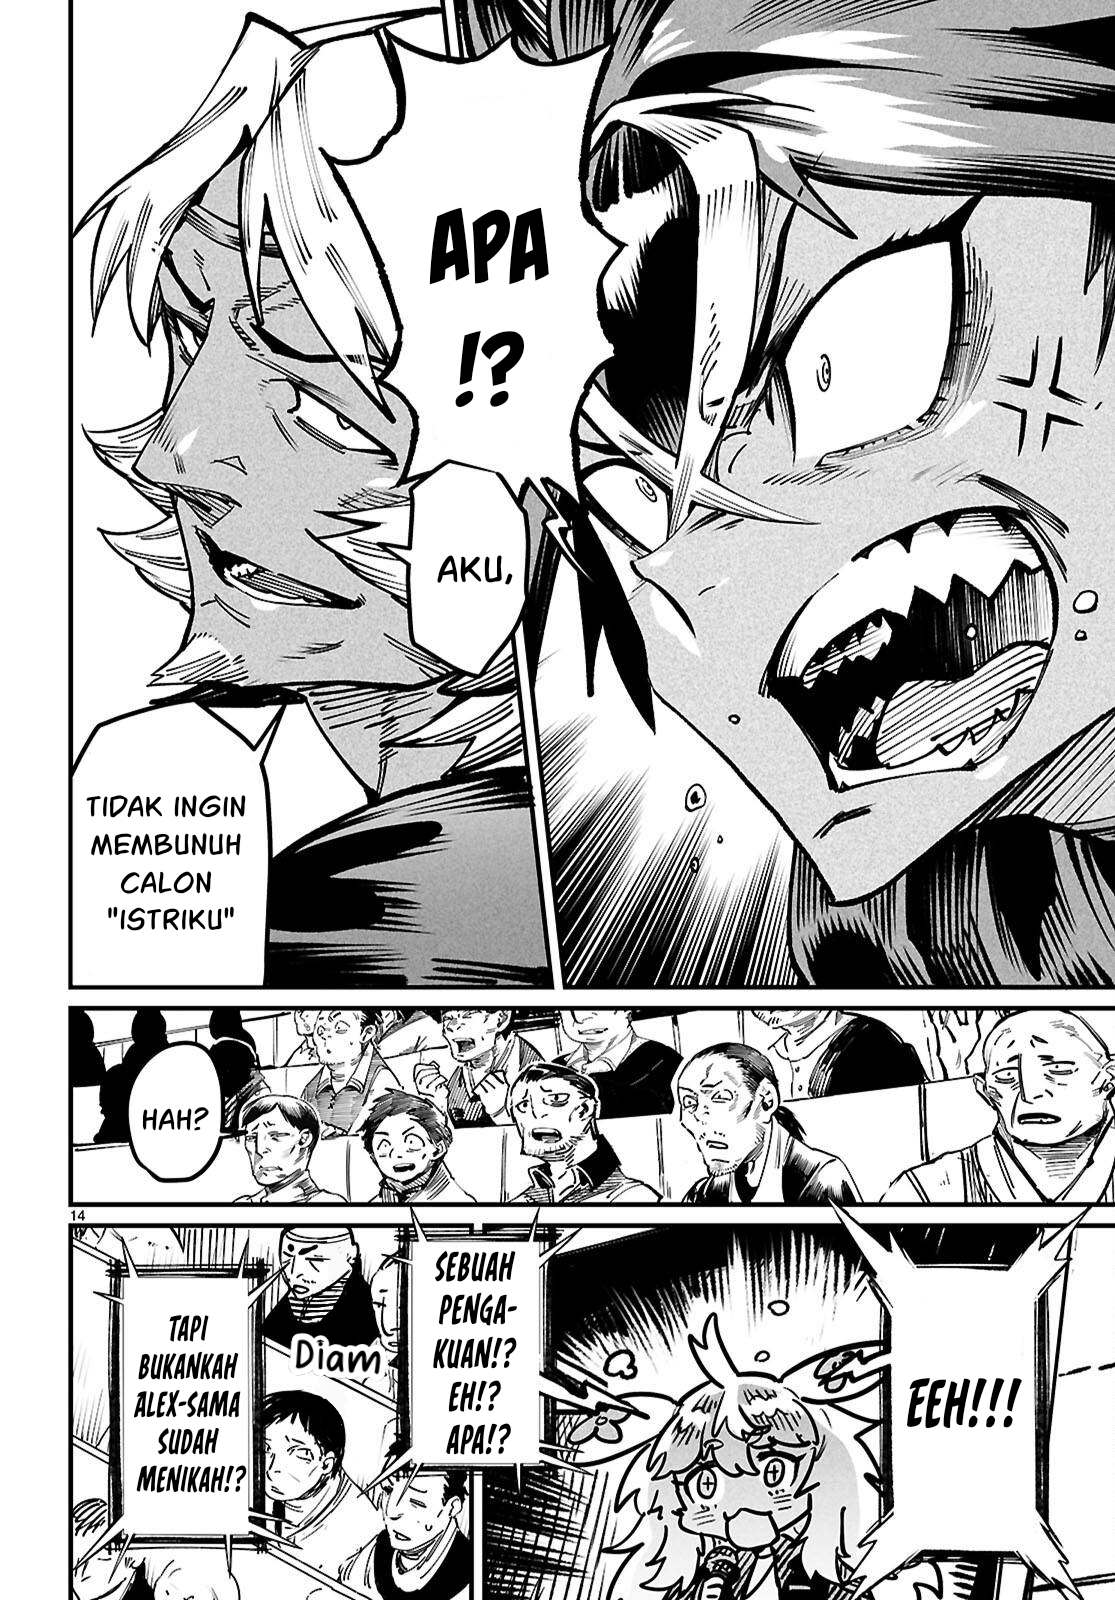 APA
!?
AKU,
TIDAK INGIN
MEMBUNUH
CALON
"ISTRIKU"
HAH?
14
EEH!!!
SEBUAH
PENGA-
KUAN!?
EH!?
APA!?
Diam
TAPI
BUKANKAH
ALEX-SAMA
SUDAH
MENIKAH!?